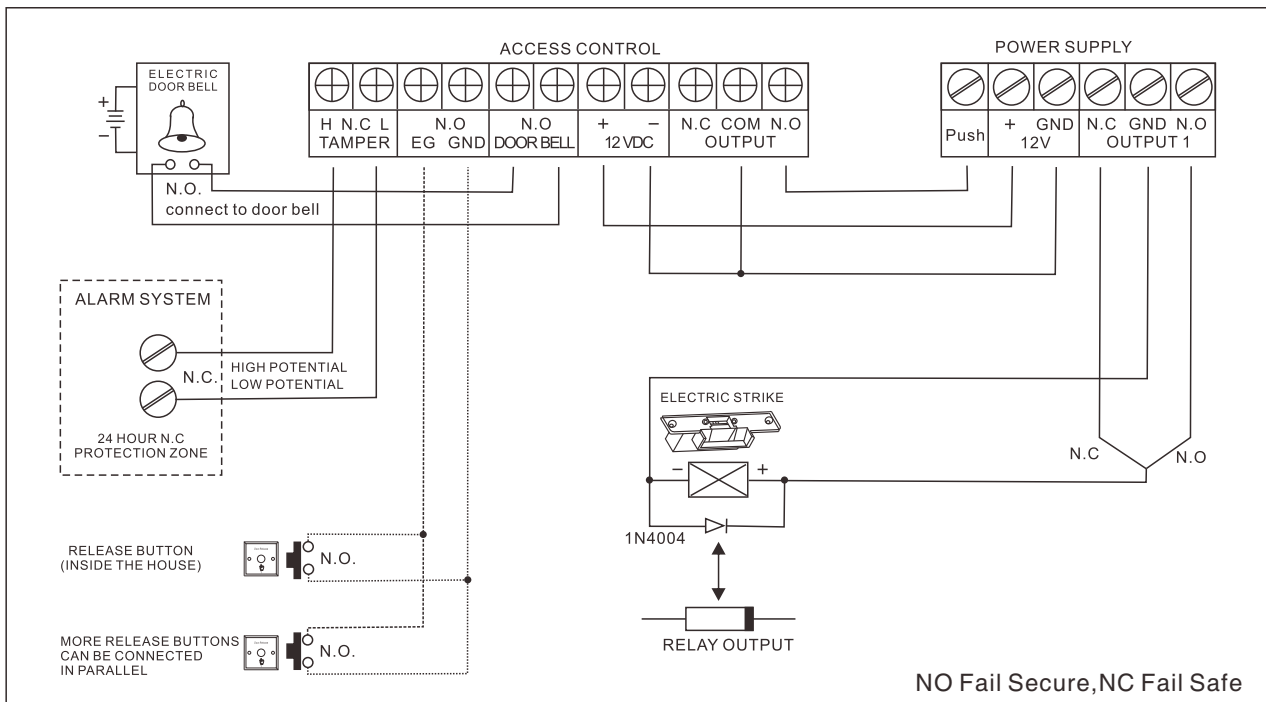 ACCESS CONTROL
POWER SUPPLY
ELECTRIC
DOOR BELL
+
−
N.O.
connect to door bell
H N.C L
TAMPER
N.O
EG GND
N.O
DOOR BELL
+ −
12 VDC
N.C COM N.O
OUTPUT
Push
+ GND
12V
N.C GND N.O
OUTPUT 1
ALARM SYSTEM
N.C.
HIGH POTENTIAL
LOW POTENTIAL
24 HOUR N.C
PROTECTION ZONE
ELECTRIC STRIKE
− +
N.C
N.O
1N4004
RELAY OUTPUT
RELEASE BUTTON
(INSIDE THE HOUSE)
N.O.
MORE RELEASE BUTTONS
CAN BE CONNECTED
IN PARALLEL
N.O.
NO Fail Secure,NC Fail Safe